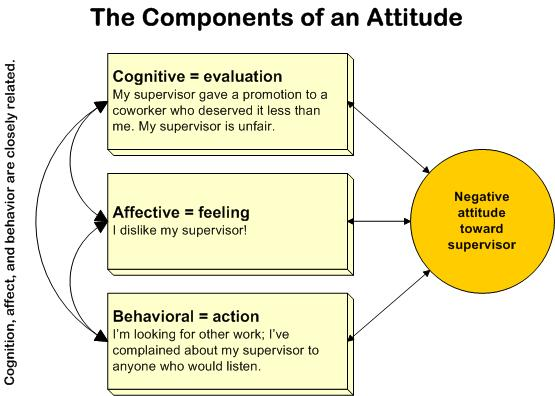 The Components of an Attitude
Cognition, affect, and behavior are closely related.
Cognitive = evaluation
My supervisor gave a promotion to a
coworker who deserved it less than
me. My supervisor is unfair.
Affective = feeling
I dislike my supervisor!
Behavioral = action
I'm looking for other work; I've
complained about my supervisor to
anyone who would listen.
Negative
attitude
toward
supervisor